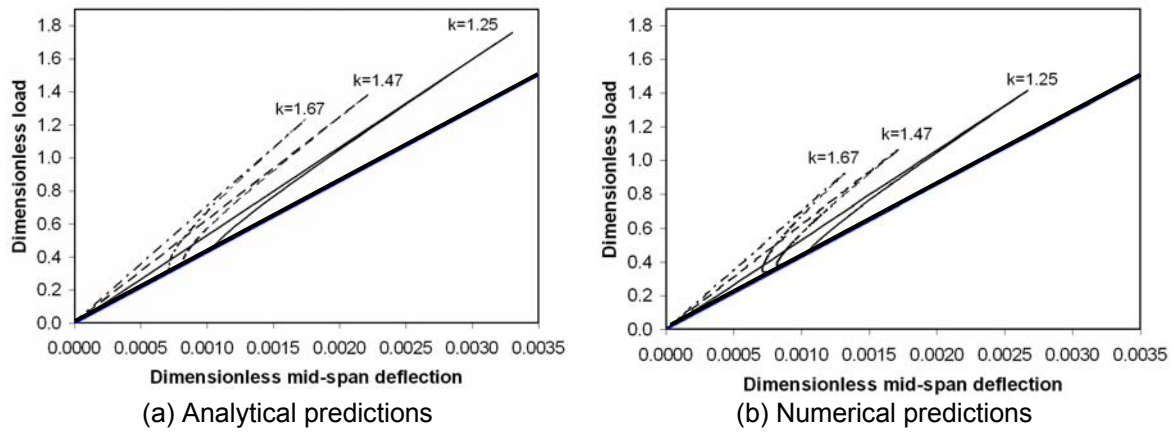 1.8
1.6
1.4
1.2
1.0
0.8
0.6
0.4
0.2
0.0
Dimensionless load
k=1.25
k=1.47
k=1.67
0.0000 0.0005 0.0010 0.0015 0.0020 0.0025 0.0030 0.0035
Dimensionless mid-span deflection
(a) Analytical predictions
1.8
1.6
1.4
1.2
1.0
0.8
0.6
0.4
0.2
0.0
Dimensionless load
k=1.25
k=1.47
k=1.67
0.0000 0.0005 0.0010 0.0015 0.0020 0.0025 0.0030 0.0035
Dimensionless mid-span deflection
(b) Numerical predictions